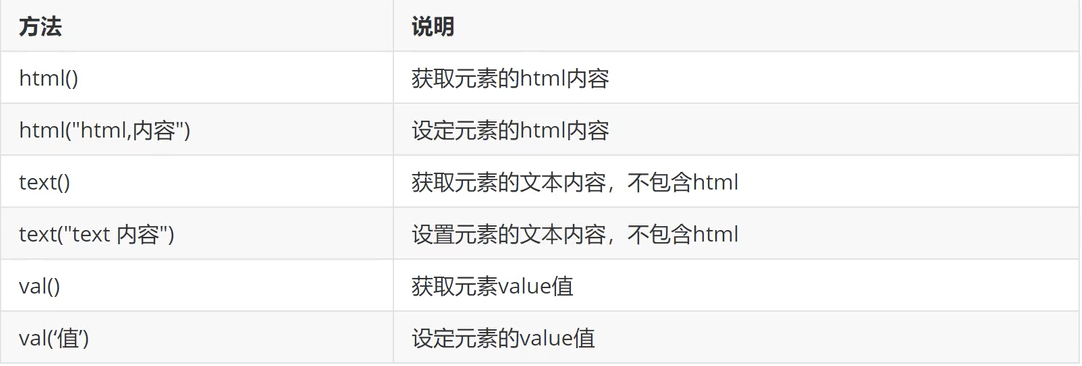 方法 说明
html() 获取元素的html内容
html("html,内容") 设定元素的html内容
text() 获取元素的文本内容，不包含html
text("text 内容") 设置元素的文本内容，不包含html
val() 获取元素value值
val(‘值’) 设定元素的value值